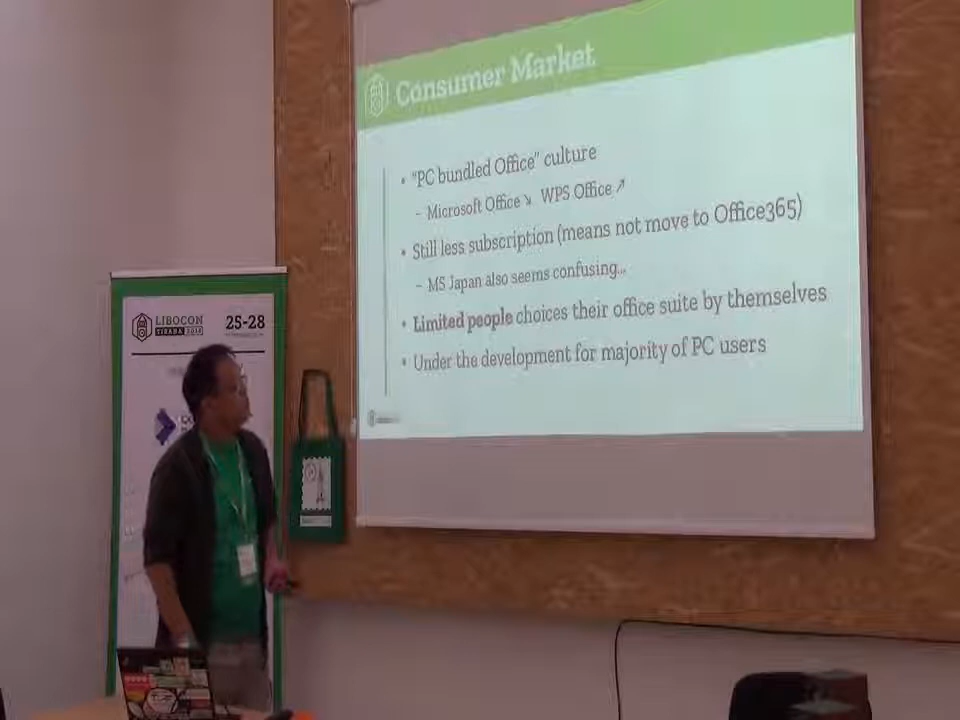 Consumer Market
• "PC bundled Office" culture
– Microsoft Office↘ WPS Office↗
• Still less subscription (means not move to Office365)
– MS Japan also seems confusing...
• Limited people choices their office suite by themselves
• Under the development for majority of PC users
LIBOCON
TIRANA 2018
25-28